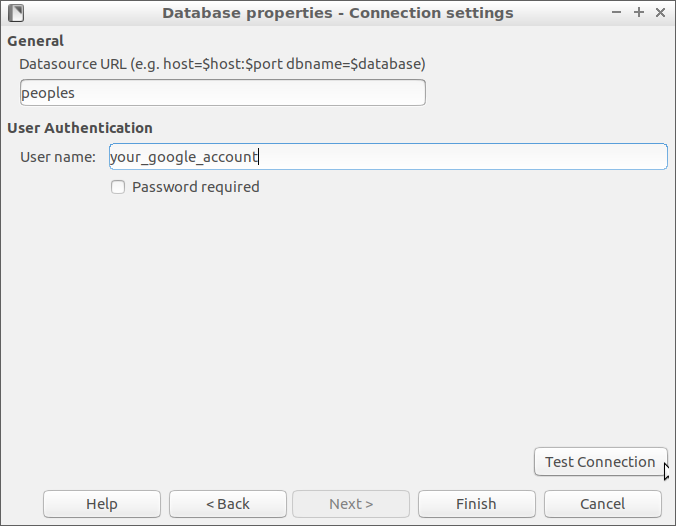 Database properties - Connection settings
General
Datasource URL (e.g. host=$host:$port dbname=$database)
peoples
User Authentication
User name: your_google_account
Password required
Test Connection
Help < Back Next > Finish Cancel